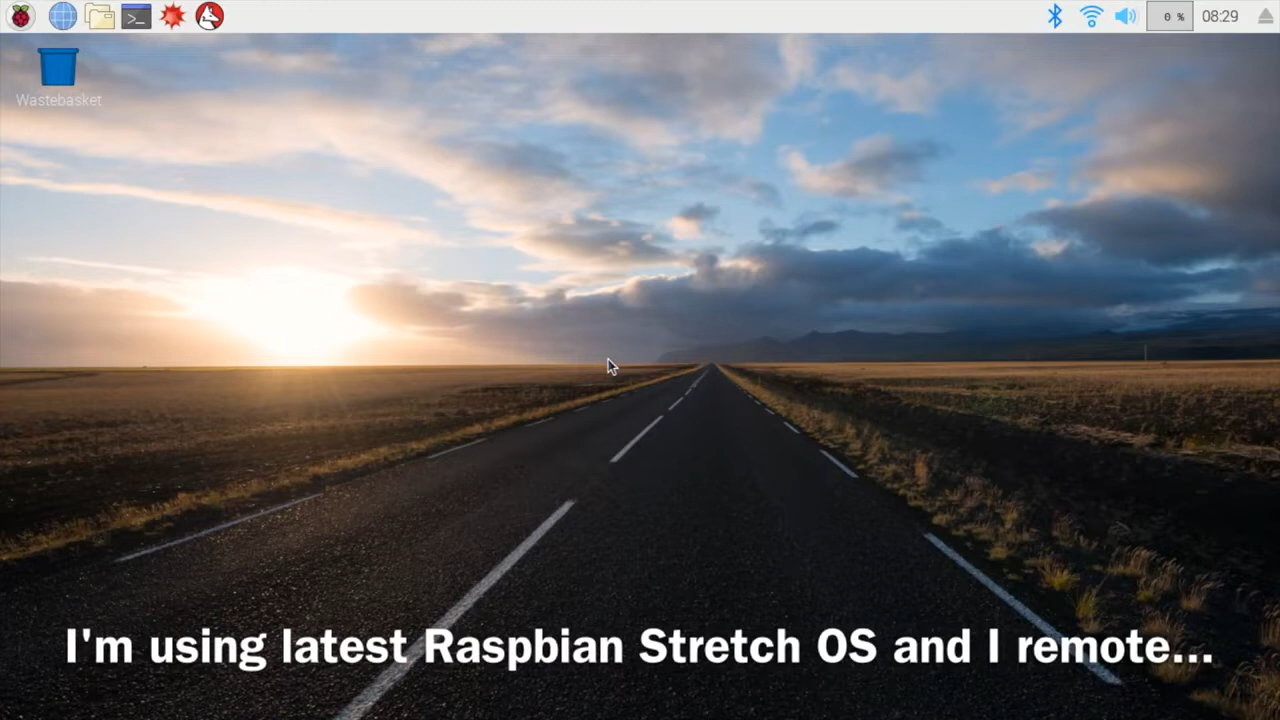 0 % 08:29
Wastebasket
I'm using latest Raspbian Stretch OS and I remote...